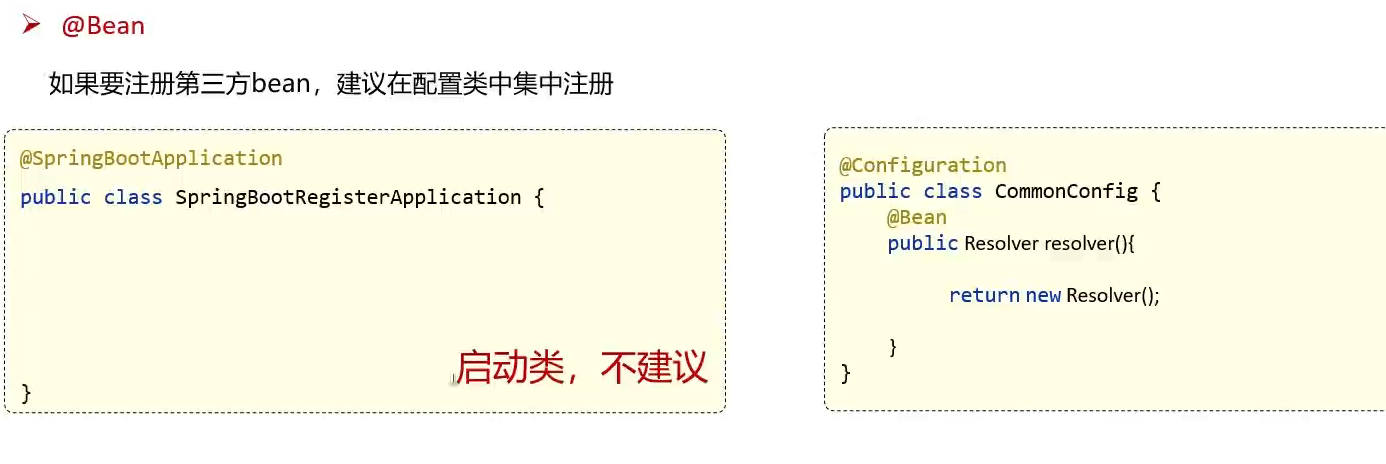 @Bean
如果要注册第三方bean，建议在配置类中集中注册
@SpringBootApplication
public class SpringBootRegisterApplication {
启动类，不建议
}
@Configuration
public class CommonConfig {
@Bean
public Resolver resolver(){
return new Resolver();
}
}